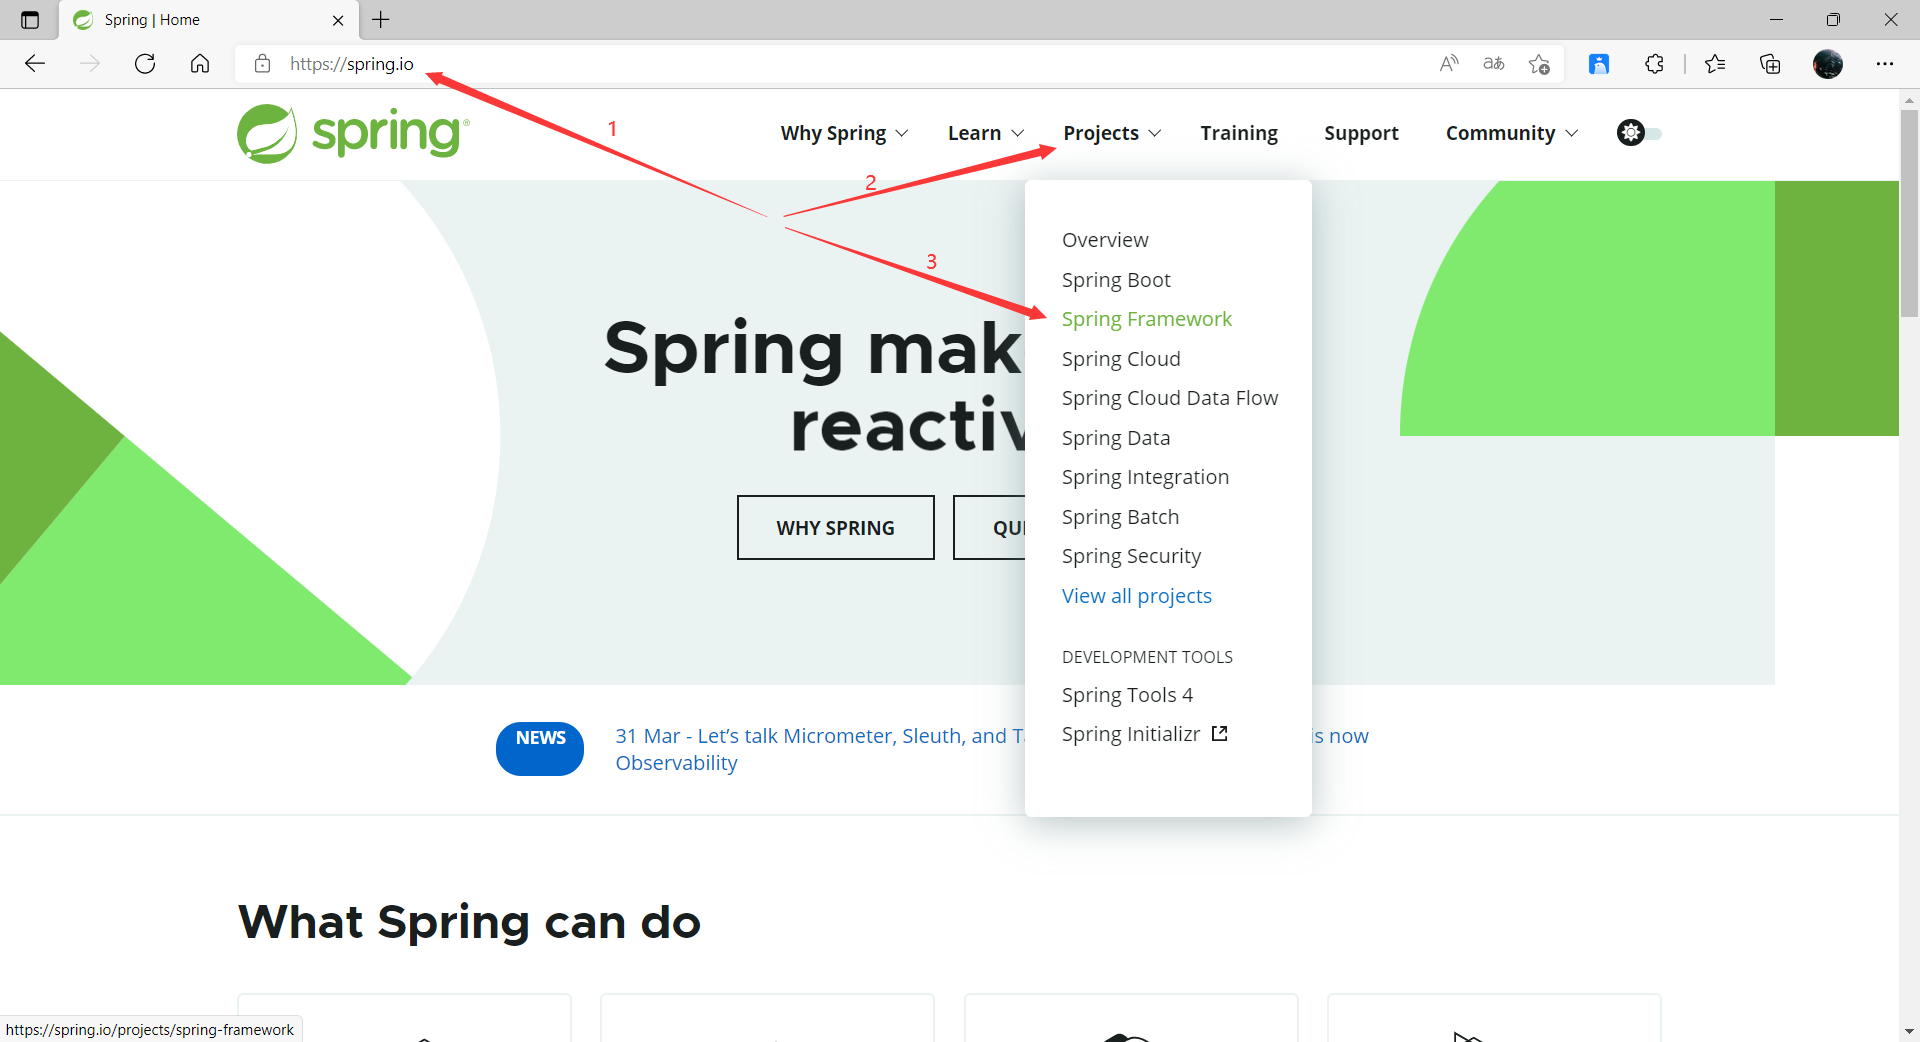 Spring | Home
https://spring.io
spring®
Why Spring
Learn
Projects
Training
Support
Community
1
2
3
Overview
Spring Boot
Spring Framework
Spring Cloud
Spring Cloud Data Flow
Spring Data
Spring Integration
Spring Batch
Spring Security
View all projects
DEVELOPMENT TOOLS
Spring Tools 4
Spring Initializr
Spring mak
reactiv
WHY SPRING
QUI
NEWS
31 Mar - Let’s talk Micrometer, Sleuth, and Ta is now
Observability
What Spring can do
https://spring.io/projects/spring-framework